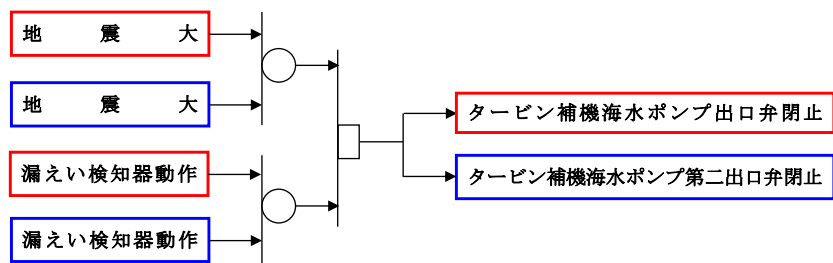 地震大
地震大
漏えい検知器動作
漏えい検知器動作
タービン補機海水ポンプ出口弁閉止
タービン補機海水ポンプ第二出口弁閉止